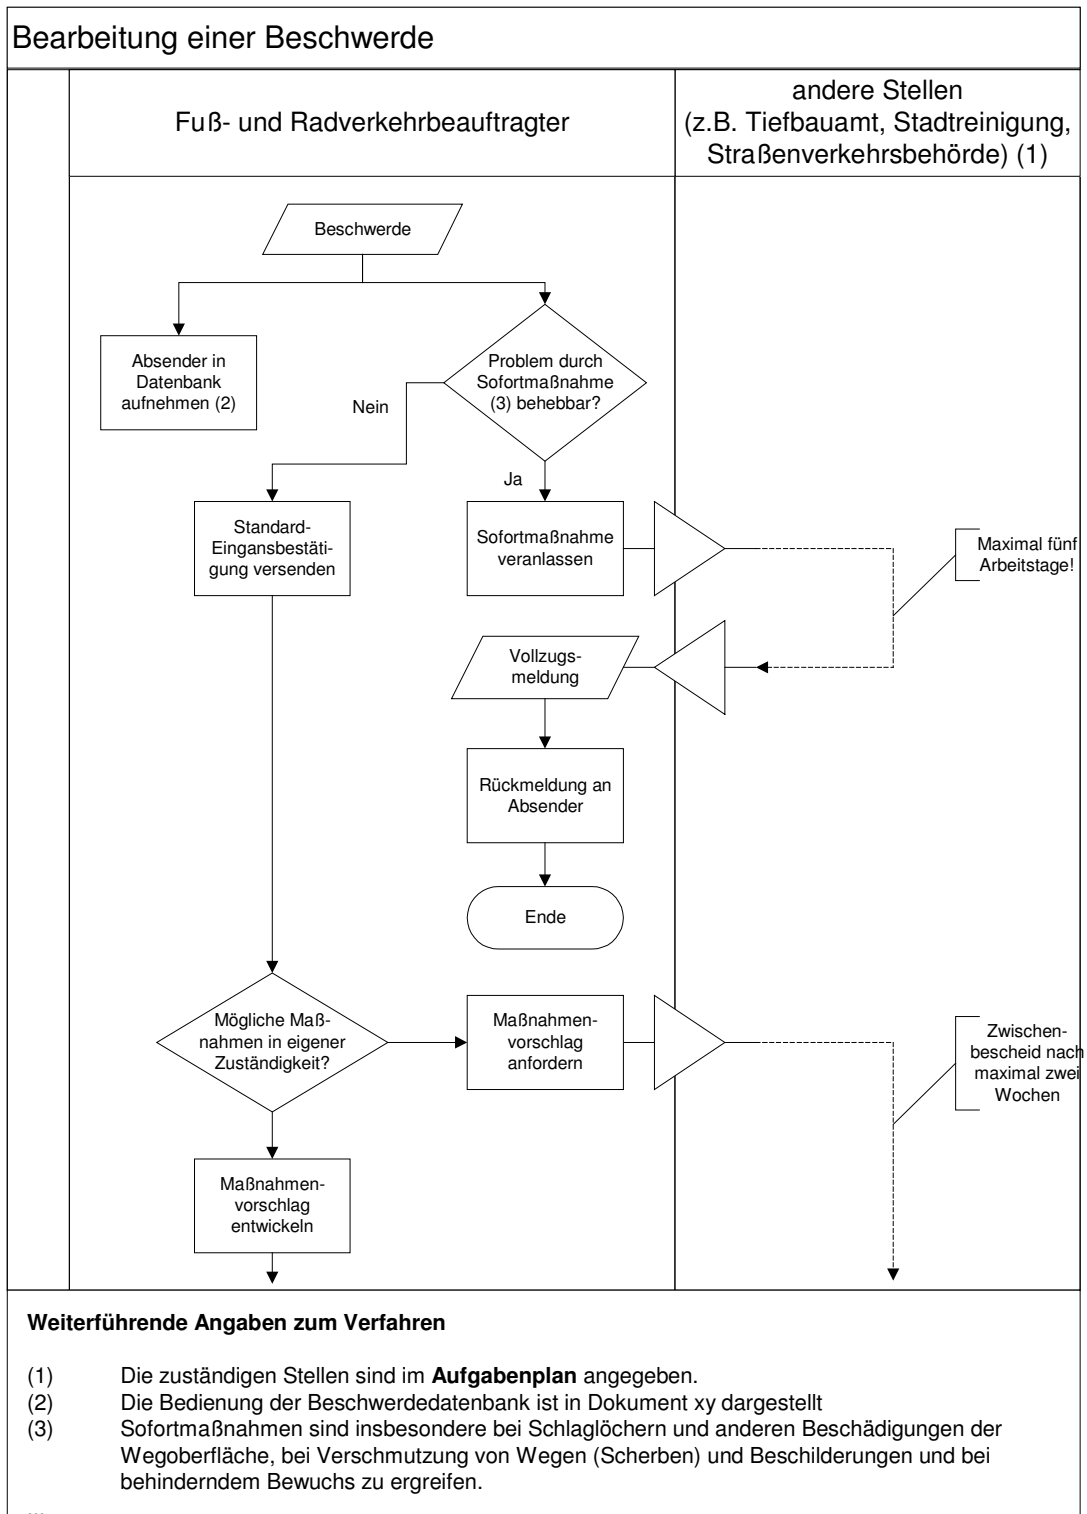 Bearbeitung einer Beschwerde
Fuß- und Radverkehrbeauftragter
andere Stellen
(z.B. Tiefbauamt, Stadtreinigung,
Straßenverkehrsbehörde) (1)
Beschwerde
Absender in
Datenbank
aufnehmen (2)
Problem durch
Sofortmaßnahme
(3) behebbar?
Nein
Ja
Standard-
Eingansbestäti-
gung versenden
Sofortmaßnahme
veranlassen
Maximal fünf
Arbeitstage!
Vollzugs-
meldung
Rückmeldung an
Absender
Ende
Mögliche Maß-
nahmen in eigener
Zuständigkeit?
Maßnahmen-
vorschlag
anfordern
Zwischen-
bescheid nach
maximal zwei
Wochen
Maßnahmen-
vorschlag
entwickeln
Weiterführende Angaben zum Verfahren
(1) Die zuständigen Stellen sind im Aufgabenplan angegeben.
(2) Die Bedienung der Beschwerdedatenbank ist in Dokument xy dargestellt
(3) Sofortmaßnahmen sind insbesondere bei Schlaglöchern und anderen Beschädigungen der
Wegoberfläche, bei Verschmutzung von Wegen (Scherben) und Beschilderungen und bei
behinderndem Bewuchs zu ergreifen.
...